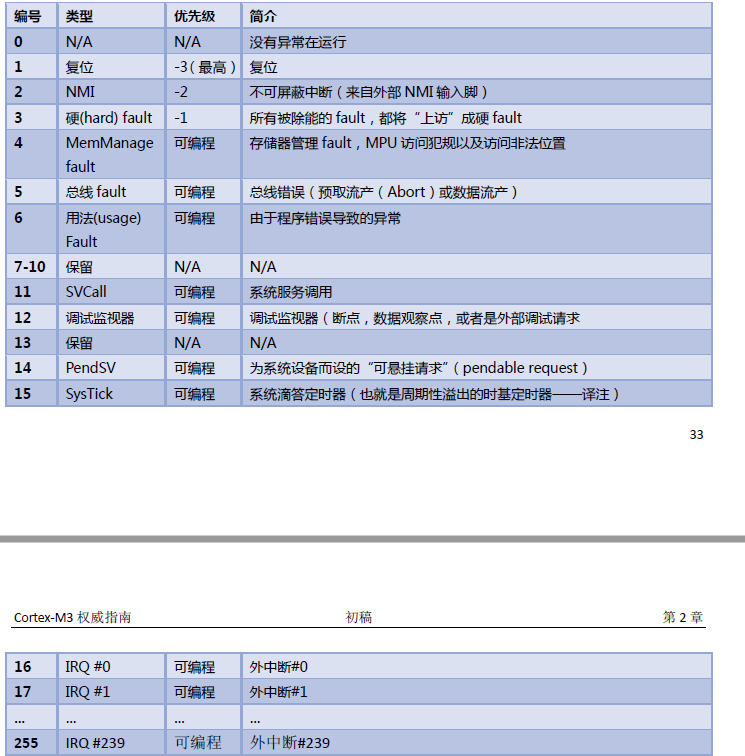 编号 类型 优先级 简介
0 N/A N/A 没有异常在运行
1 复位 -3(最高) 复位
2 NMI -2 不可屏蔽中断(来自外部 NMI 输入脚)
3 硬(hard) fault -1 所有被除能的 fault,都将“上访”成硬 fault
4 MemManage 可编程 存储器管理 fault,MPU 访问犯规以及访问非法位置
fault
5 总线 fault 可编程 总线错误(预取流产(Abort)或数据流产)
6 用法(usage) 可编程 由于程序错误导致的异常
Fault
7-10 保留 N/A N/A
11 SVCall 可编程 系统服务调用
12 调试监视器 可编程 调试监视器(断点,数据观察点,或者是外部调试请求
13 保留 N/A N/A
14 PendSV 可编程 为系统设备而设的“可悬挂请求”(pendable request)
15 SysTick 可编程 系统滴答定时器(也就是周期性溢出的时基定时器——译注)
33
Cortex-M3 权威指南 初稿 第 2 章
16 IRQ #0 可编程 外中断#0
17 IRQ #1 可编程 外中断#1
... ... ... ...
255 IRQ #239 可编程 外中断#239